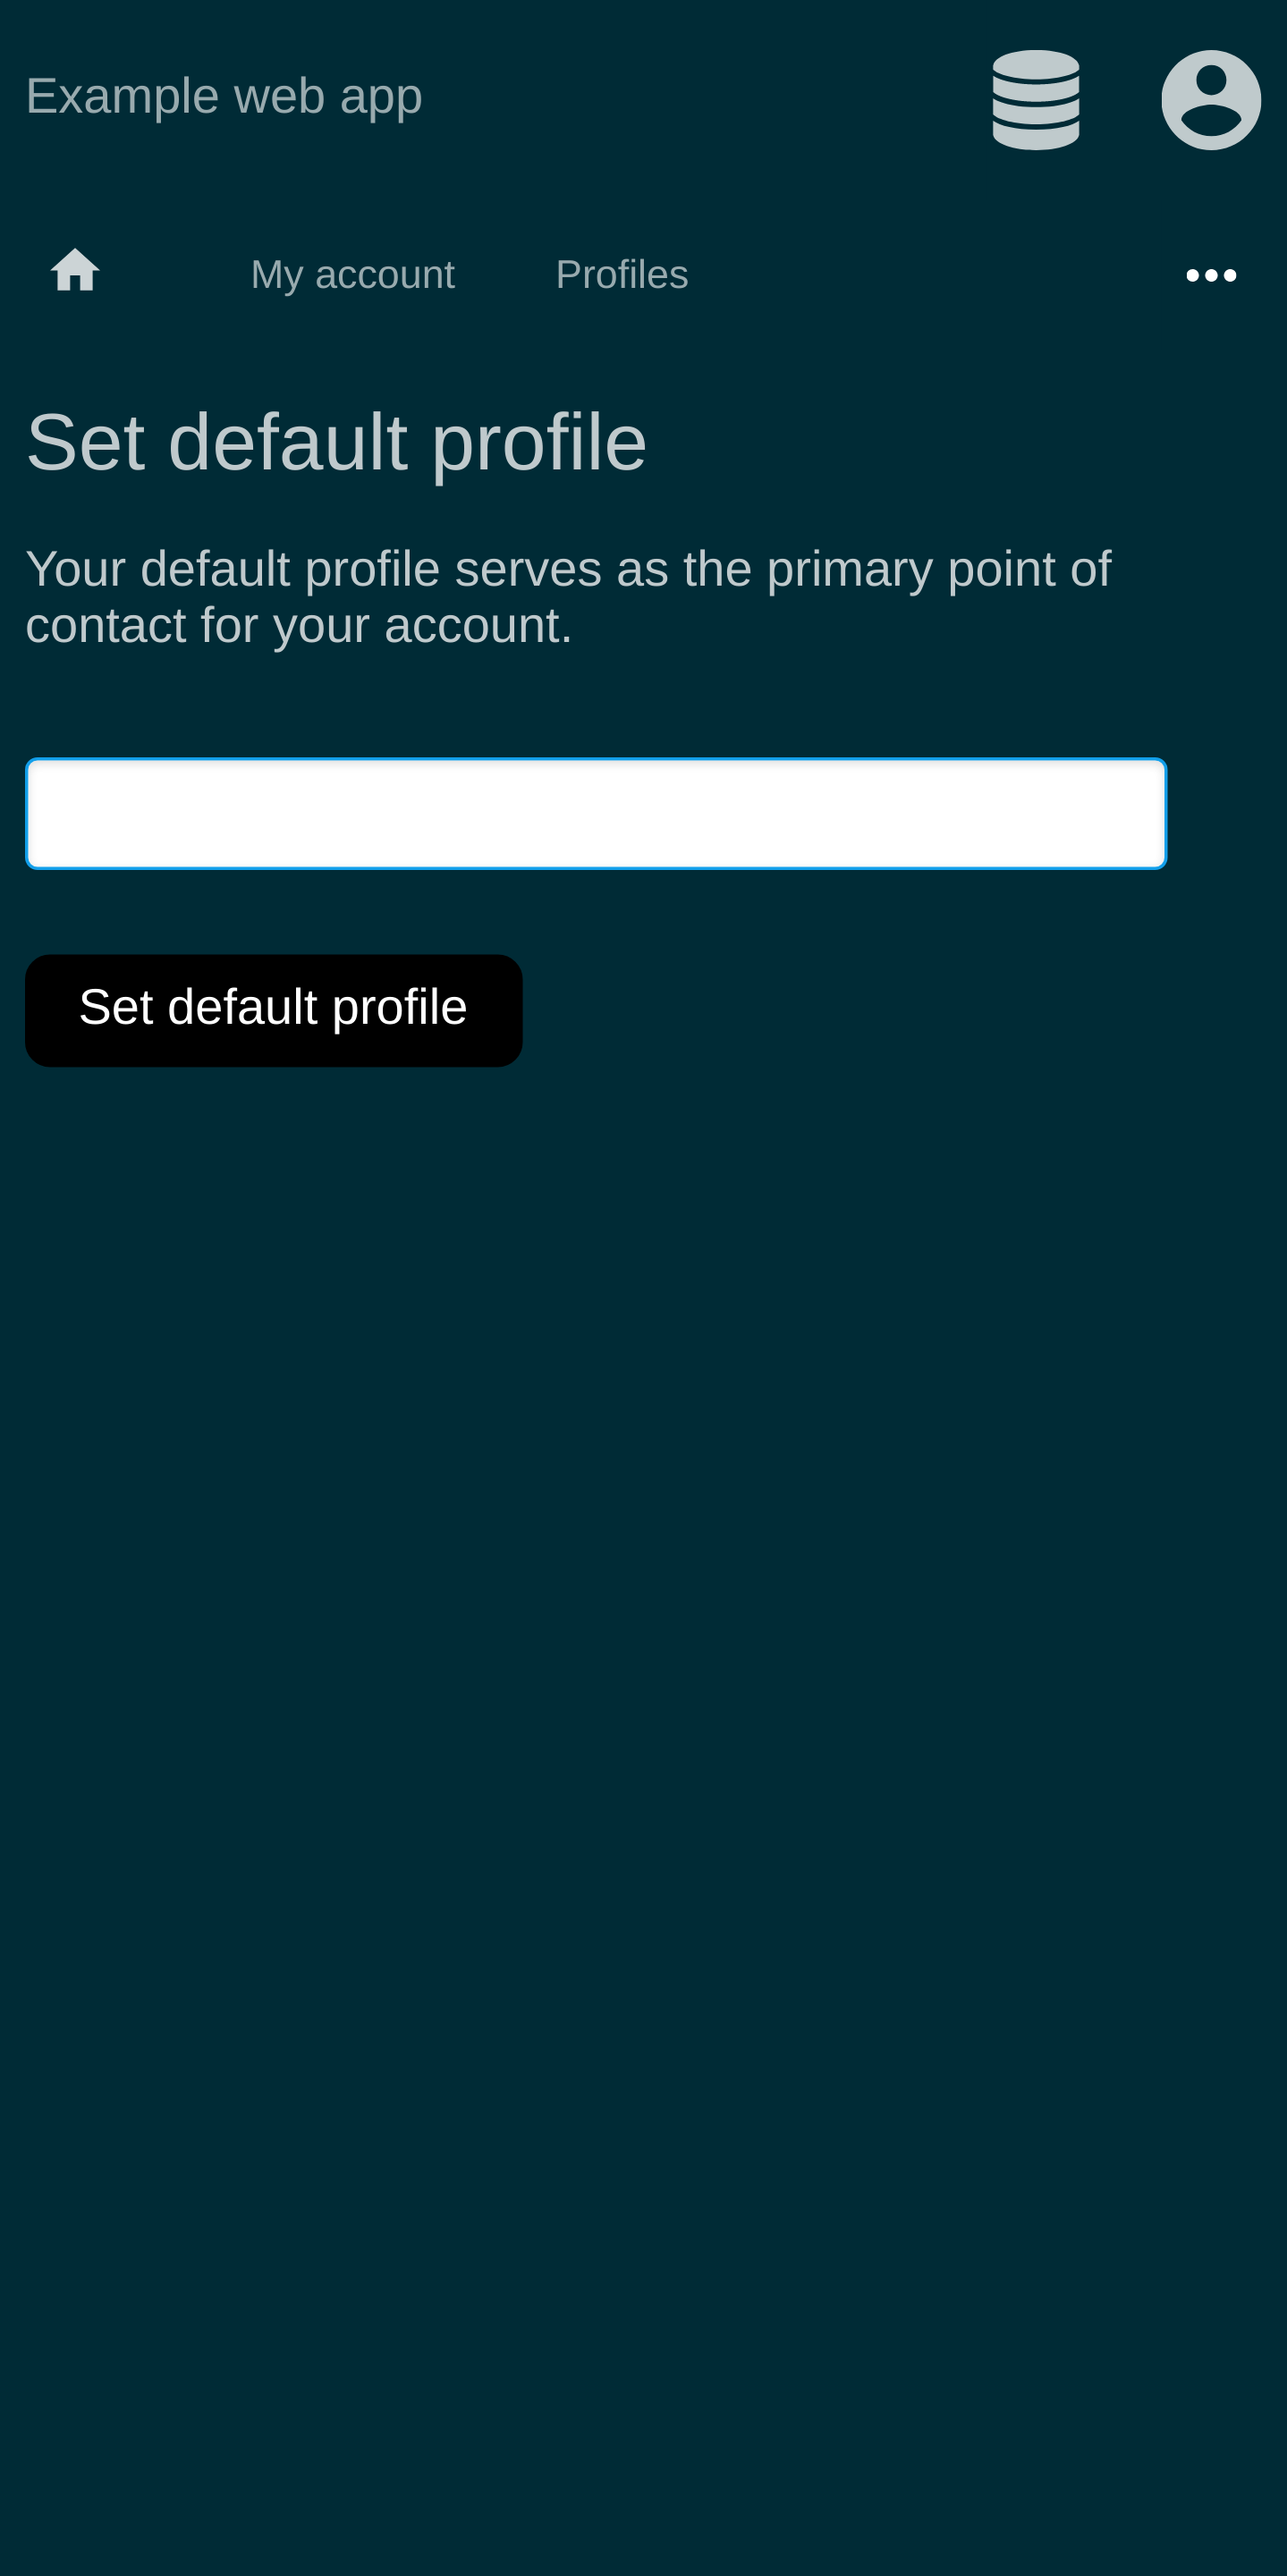 Example web app
My account Profiles
Set default profile
Your default profile serves as the primary point of
contact for your account.
Set default profile